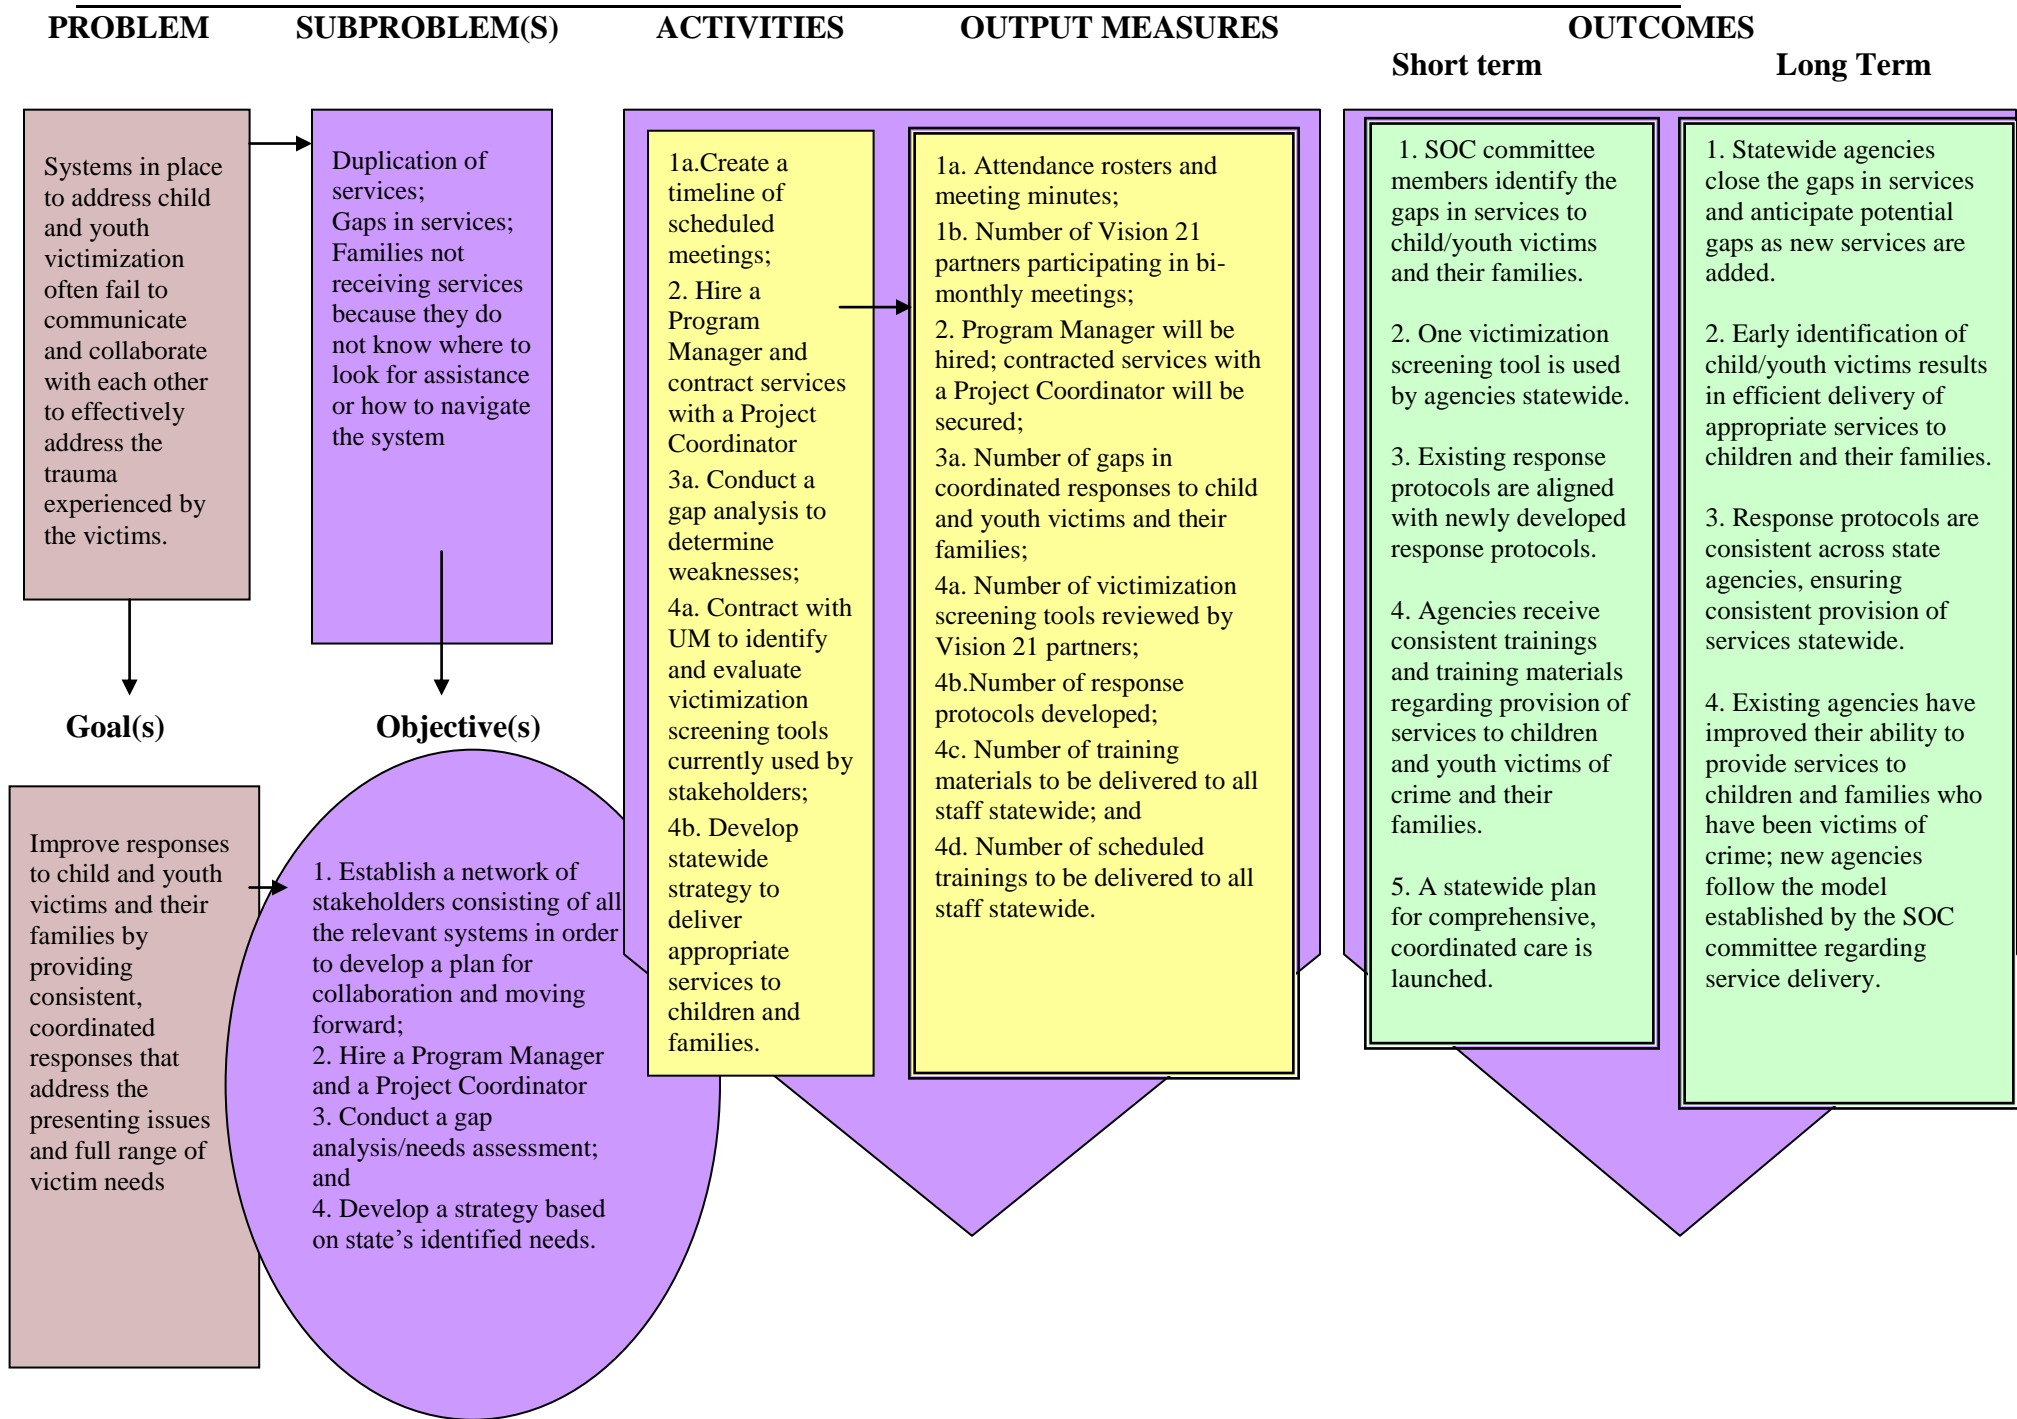 PROBLEM SUBPROBLEM(S) ACTIVITIES OUTPUT MEASURES OUTCOMES
Short term Long Term
Systems in place
to address child
and youth
victimization
often fail to
communicate
and collaborate
with each other
to effectively
address the
trauma
experienced by
the victims.
Duplication of
services;
Gaps in services;
Families not
receiving services
because they do
not know where to
look for assistance
or how to navigate
the system
Goal(s)
Improve responses
to child and youth
victims and their
families by
providing
consistent,
coordinated
responses that
address the
presenting issues
and full range of
victim needs
Objective(s)
1. Establish a network of
stakeholders consisting of all
the relevant systems in order
to develop a plan for
collaboration and moving
forward;
2. Hire a Program Manager
and a Project Coordinator
3. Conduct a gap
analysis/needs assessment;
and
4. Develop a strategy based
on state’s identified needs.
1a.Create a
timeline of
scheduled
meetings;
2. Hire a
Program
Manager and
contract services
with a Project
Coordinator
3a. Conduct a
gap analysis to
determine
weaknesses;
4a. Contract with
UM to identify
and evaluate
victimization
screening tools
currently used by
stakeholders;
4b. Develop
statewide
strategy to
deliver
appropriate
services to
children and
families.
1a. Attendance rosters and
meeting minutes;
1b. Number of Vision 21
partners participating in bi-
monthly meetings;
2. Program Manager will be
hired; contracted services with
a Project Coordinator will be
secured;
3a. Number of gaps in
coordinated responses to child
and youth victims and their
families;
4a. Number of victimization
screening tools reviewed by
Vision 21 partners;
4b.Number of response
protocols developed;
4c. Number of training
materials to be delivered to all
staff statewide; and
4d. Number of scheduled
trainings to be delivered to all
staff statewide.
1. SOC committee
members identify the
gaps in services to
child/youth victims
and their families.
2. One victimization
screening tool is used
by agencies statewide.
3. Existing response
protocols are aligned
with newly developed
response protocols.
4. Agencies receive
consistent trainings
and training materials
regarding provision of
services to children
and youth victims of
crime and their
families.
5. A statewide plan
for comprehensive,
coordinated care is
launched.
1. Statewide agencies
close the gaps in services
and anticipate potential
gaps as new services are
added.
2. Early identification of
child/youth victims results
in efficient delivery of
appropriate services to
children and their families.
3. Response protocols are
consistent across state
agencies, ensuring
consistent provision of
services statewide.
4. Existing agencies have
improved their ability to
provide services to
children and families who
have been victims of
crime; new agencies
follow the model
established by the SOC
committee regarding
service delivery.